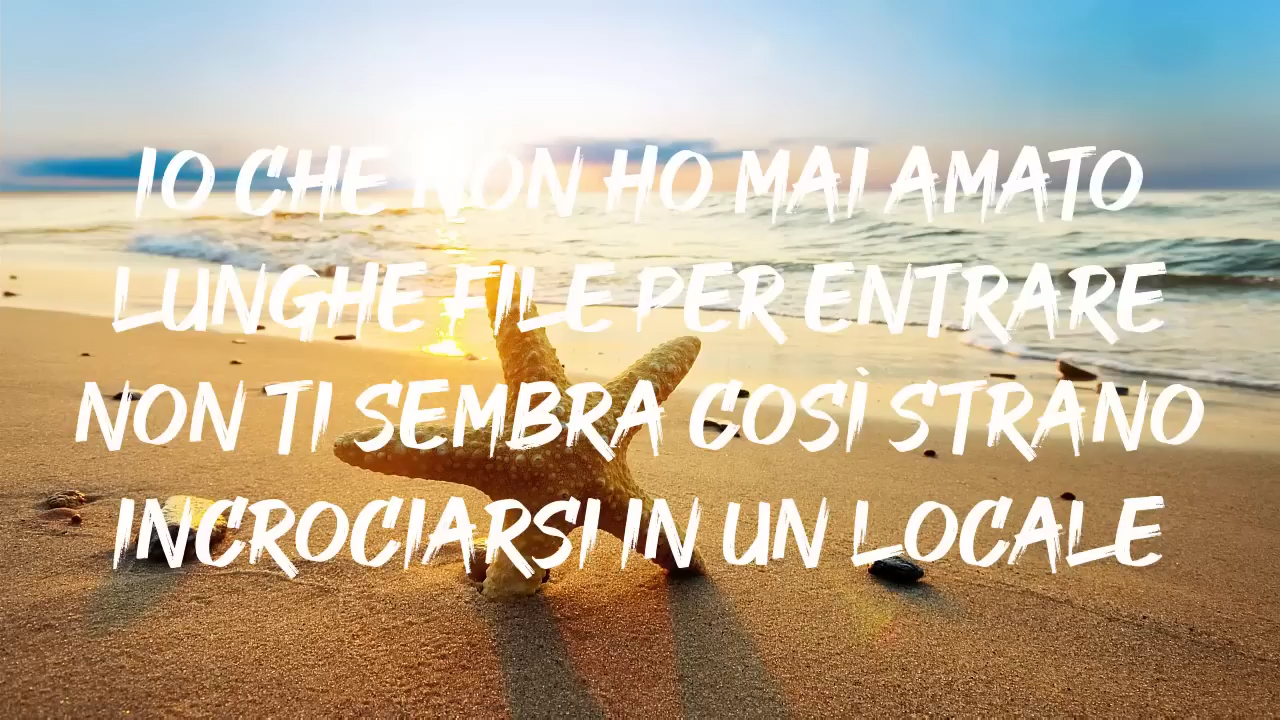 IO CHE NON HO MAI AMATO
LUNGHE FILE PER ENTRARE
NON TI SEMBRA COSÌ STRANO
INCROCIARSI IN UN LOCALE